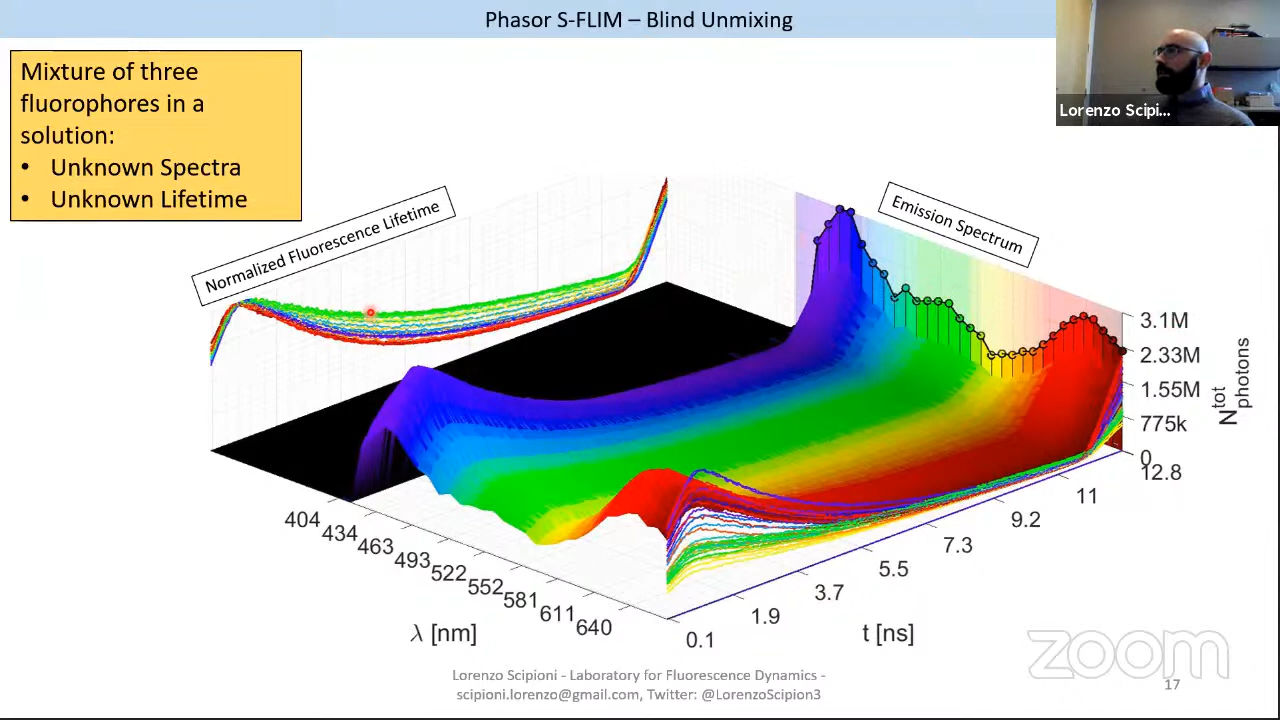 Phasor S-FLIM – Blind Unmixing
Mixture of three
fluorophores in a
solution:
• Unknown Spectra
• Unknown Lifetime
Lorenzo Scipi...
Normalized Fluorescence Lifetime
Emission Spectrum
3.1M
2.33M
1.55M
775k
0
N tot photons
12.8
11
9.2
7.3
5.5
3.7
1.9
0.1
t [ns]
404
434
463
493
522
552
581
611
640
λ [nm]
zoom
Lorenzo Scipioni - Laboratory for Fluorescence Dynamics -
scipioni.lorenzo@gmail.com, Twitter: @LorenzoScipion3
17